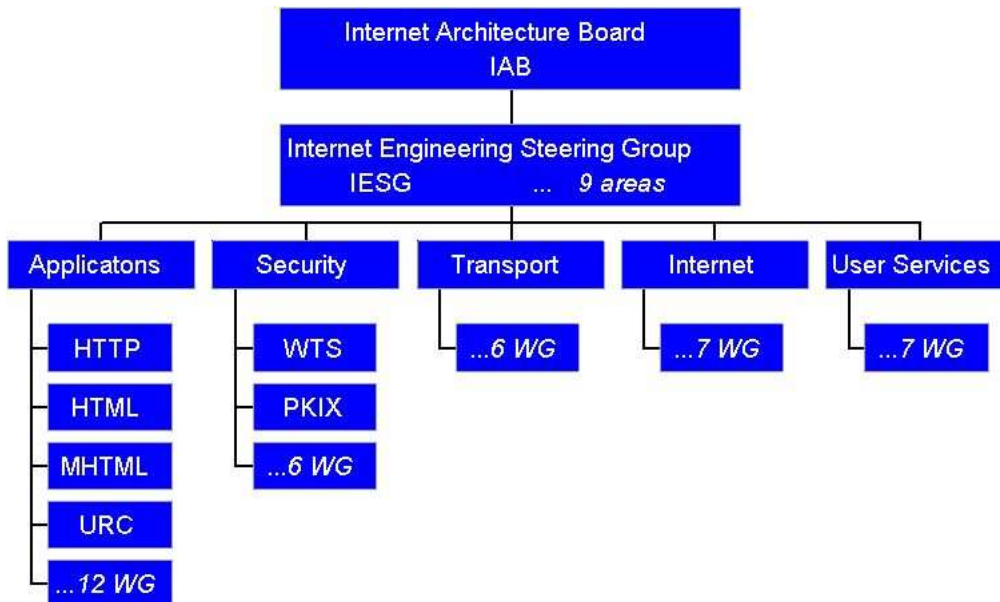 Internet Architecture Board
IAB
Internet Engineering Steering Group
IESG ... 9 areas
Applicatons
Security
Transport
Internet
User Services
HTTP
WTS
...6 WG
...7 WG
...7 WG
HTML
PKIX
MHTML
...6 WG
URC
...12 WG